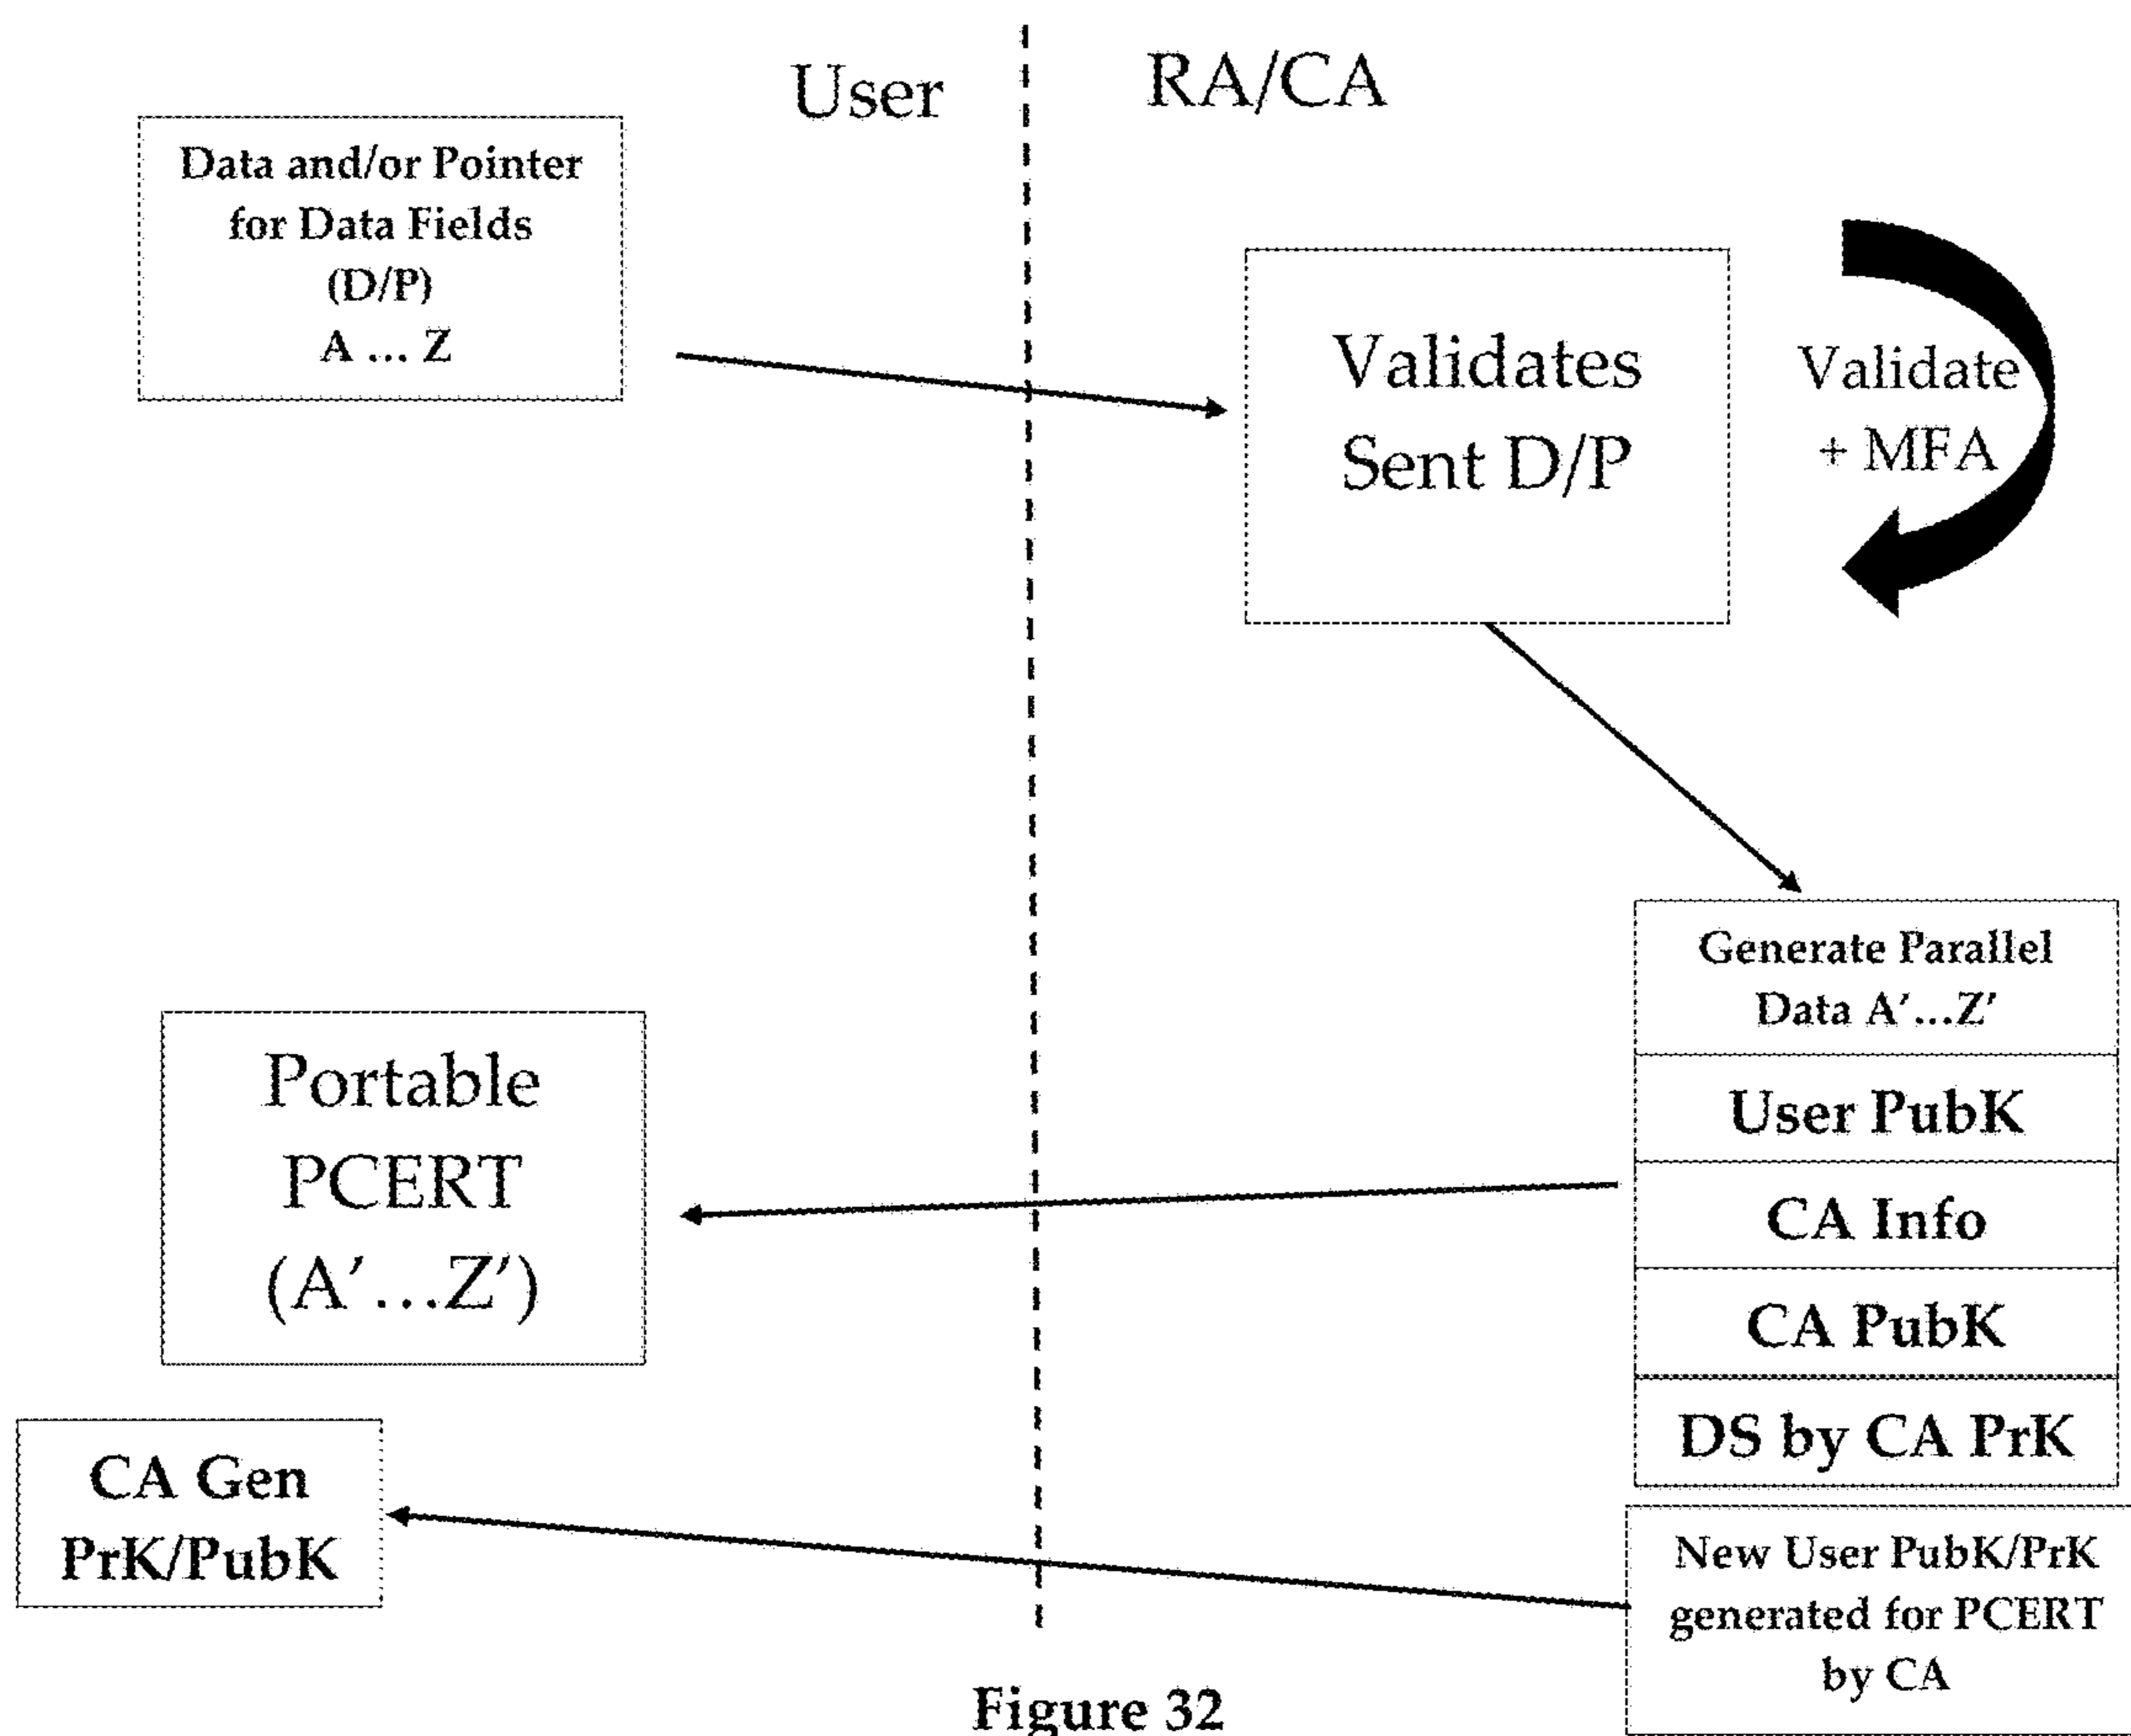 User
RA/CA
Data and/or Pointer
for Data Fields
(D/P)
A ... Z
Validates
Sent D/P
Validate
+ MFA
Generate Parallel
Data A'...Z'
User PubK
CA Info
CA PubK
DS by CA PrK
Portable
PCERT
(A'...Z')
CA Gen
PrK/PubK
New User PubK/PrK
generated for PCERT
by CA
Figure 32